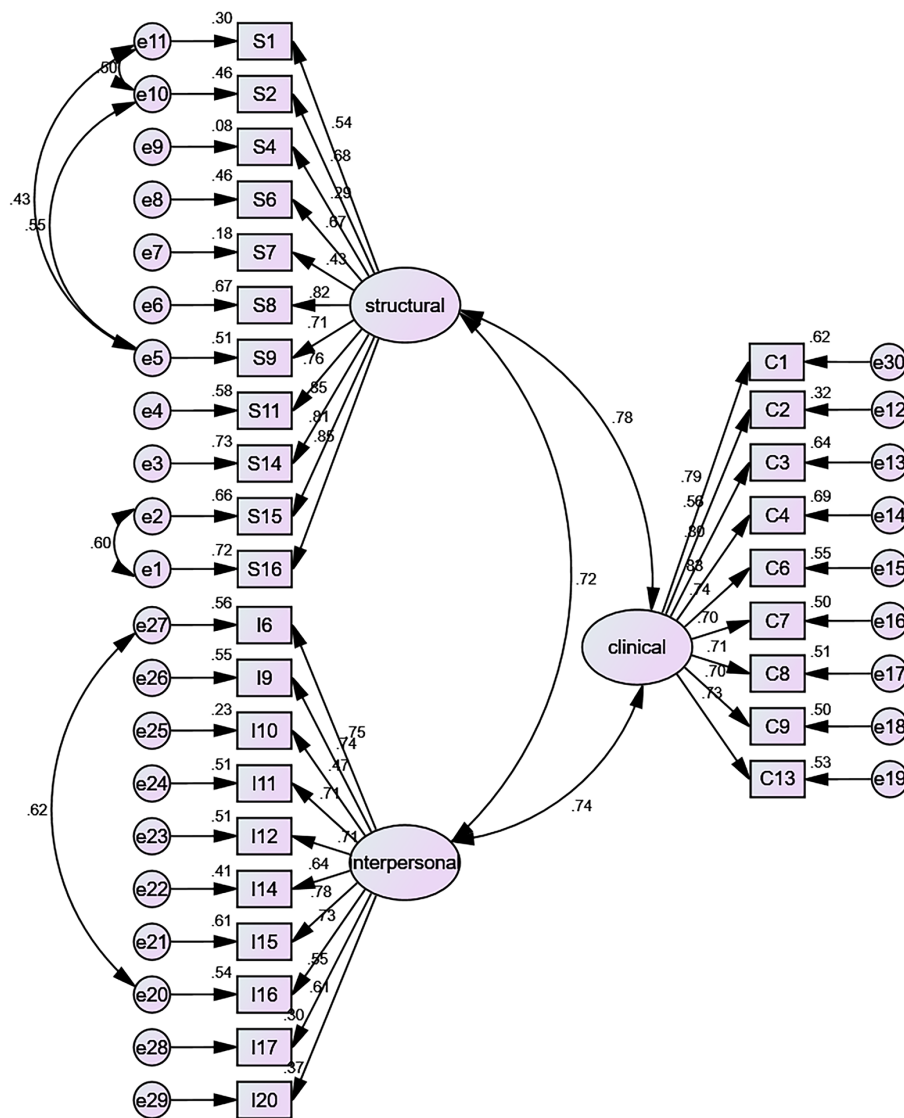 .30
e11
S1
.50
.46
e10
S2
.54
.08
e9
S4
.68
.46
e8
S6
.29
.43
.67
.55
.18
e7
S7
.43
.67
e6
S8
.82
structural
.71
.51
e5
S9
.76
.62
C1
e30
.58
e4
S11
.85
.78
.32
C2
e12
.81
.85
.73
e3
S14
.79
.64
C3
e13
.56
.66
e2
S15
.80
.69
C4
e14
.60
.72
e1
S16
.83
.72
.55
C6
e15
.74
.56
e27
I6
.70
.50
C7
e16
clinical
.71
.55
e26
I9
.70
.51
C8
e17
.73
.23
e25
I10
.75
.74
.50
C9
e18
.47
.51
e24
I11
.71
.53
C13
e19
.62
.74
.51
e23
I12
.71
.64
nterpersona
.41
e22
I14
.78
.61
e21
I15
.73
.54
e20
I16
.55
.61
.30
e28
I17
.37
e29
I20